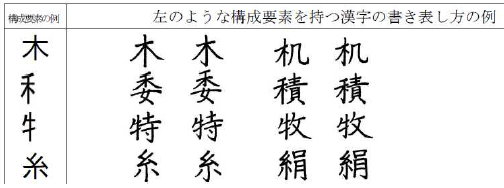 構成要素の例 左のような構成要素を持つ漢字の書き表し方の例
木 木 木 机 机
禾 委 委 積 積
牜 特 特 牧 牧
糸 糸 糸 絹 絹